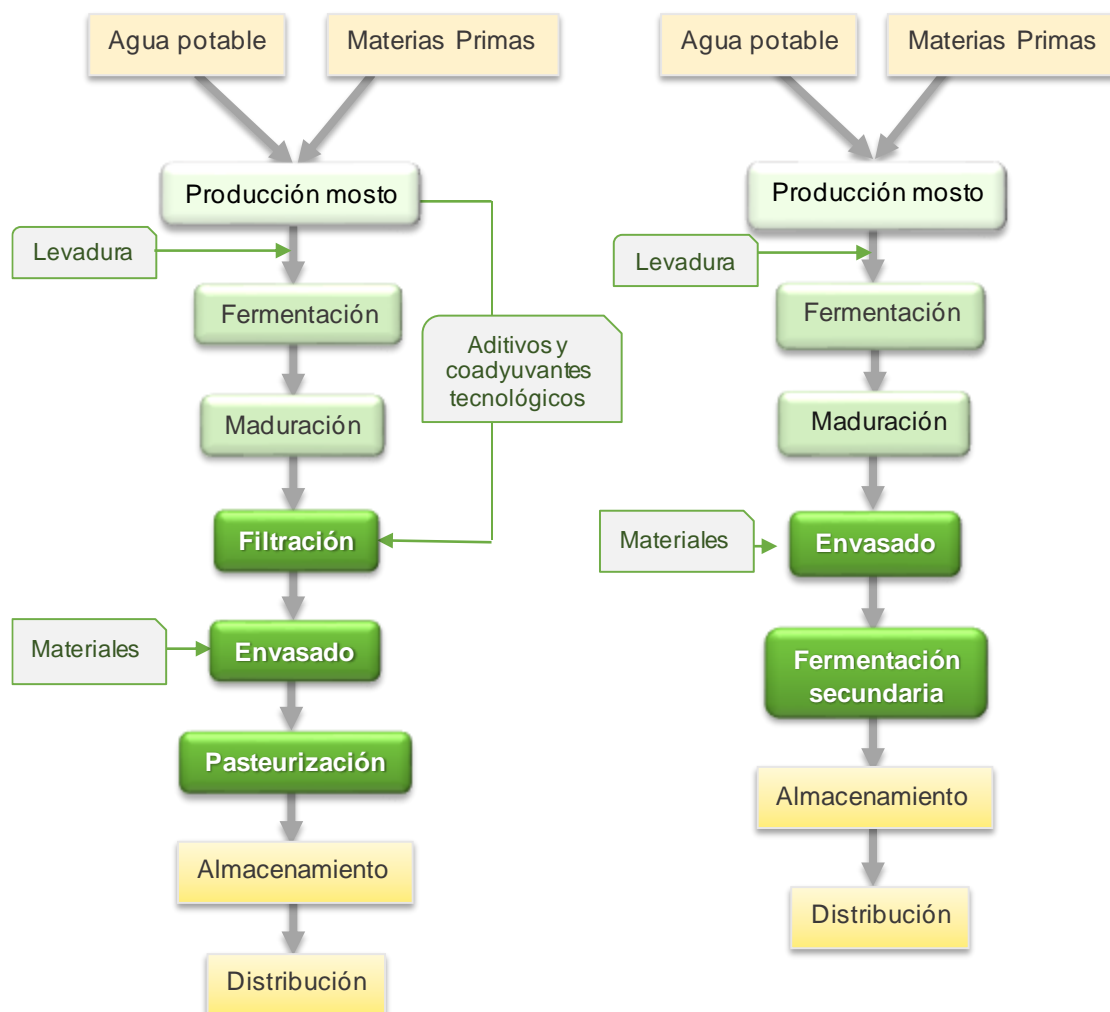 Agua potable
Materias Primas
Producción mosto
Levadura
Fermentación
Aditivos y
coadyuvantes
tecnológicos
Maduración
Filtración
Materiales
Envasado
Pasteurización
Almacenamiento
Distribución
Agua potable
Materias Primas
Producción mosto
Levadura
Fermentación
Maduración
Materiales
Envasado
Fermentación
secundaria
Almacenamiento
Distribución